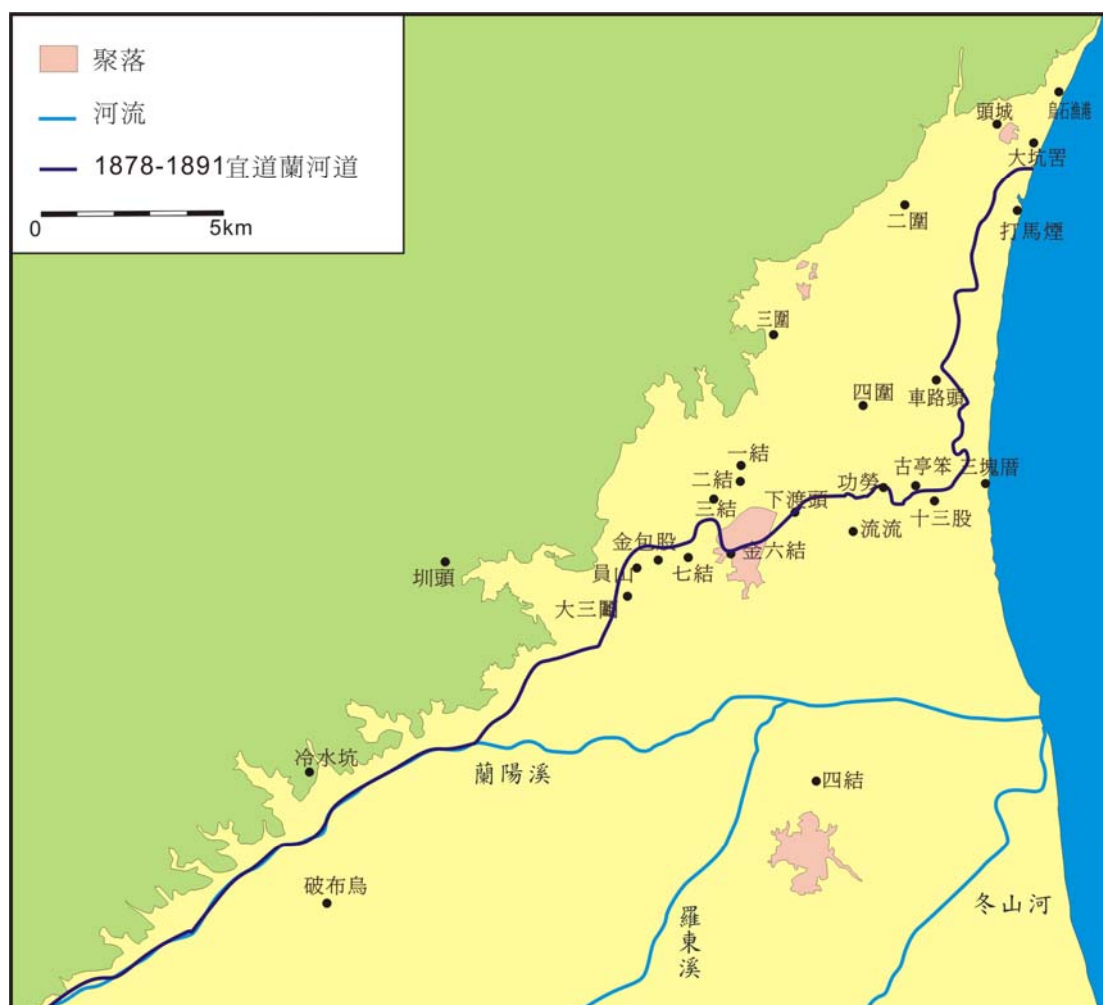 聚落
河流
1878-1891宜道蘭河道
0 5km
烏石漁港
頭城
大坑罟
二圍
打馬煙
三圍
四圍
車路頭
一結
二結
三結
下渡頭
功勞
古亭笨
三塊厝
十三股
流流
金包股
金六結
七結
員山
圳頭
大三鬮
冷水坑
蘭陽溪
四結
破布烏
羅東溪
冬山河